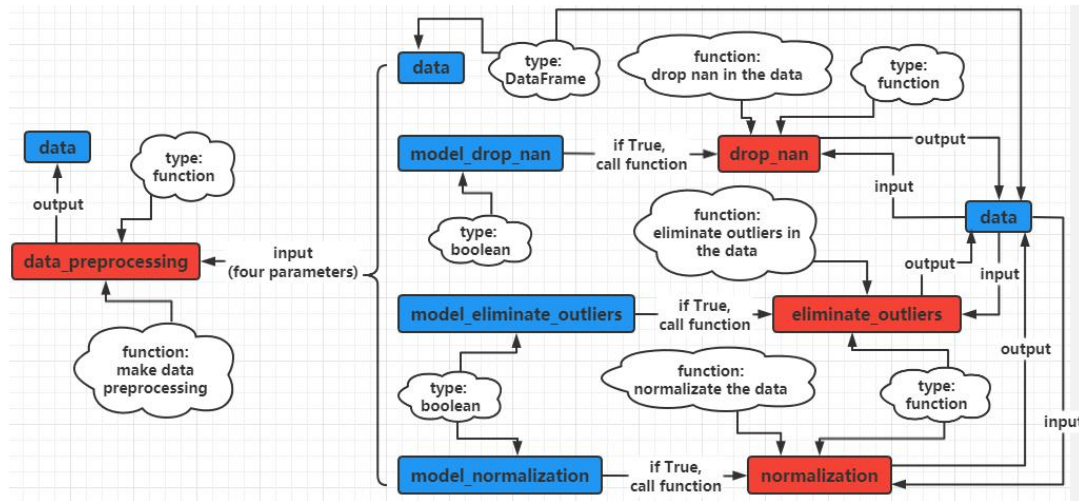 data
type:
function
output
data_preprocessing
function:
make data
preprocessing
input
(four parameters)
data
type:
DataFrame
function:
drop nan in the data
type:
function
model_drop_nan
if True,
call function
drop_nan
output
input
type:
boolean
function:
eliminate outliers in
the data
data
output
input
model_eliminate_outliers
if True,
call function
eliminate_outliers
output
type:
boolean
function:
normalizate the data
type:
function
input
model_normalization
if True,
call function
normalization